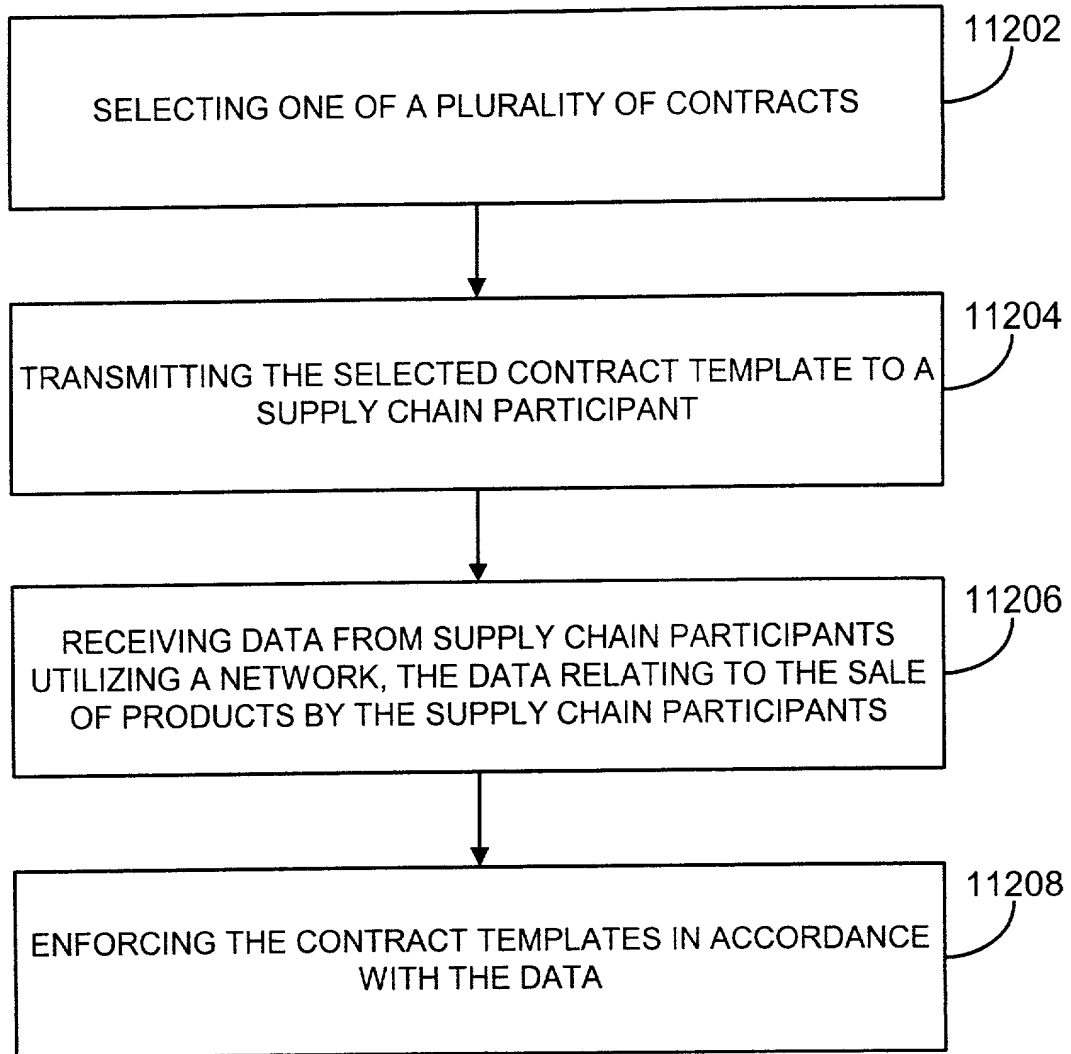 11202
SELECTING ONE OF A PLURALITY OF CONTRACTS
11204
TRANSMITTING THE SELECTED CONTRACT TEMPLATE TO A
SUPPLY CHAIN PARTICIPANT
11206
RECEIVING DATA FROM SUPPLY CHAIN PARTICIPANTS
UTILIZING A NETWORK, THE DATA RELATING TO THE SALE
OF PRODUCTS BY THE SUPPLY CHAIN PARTICIPANTS
11208
ENFORCING THE CONTRACT TEMPLATES IN ACCORDANCE
WITH THE DATA